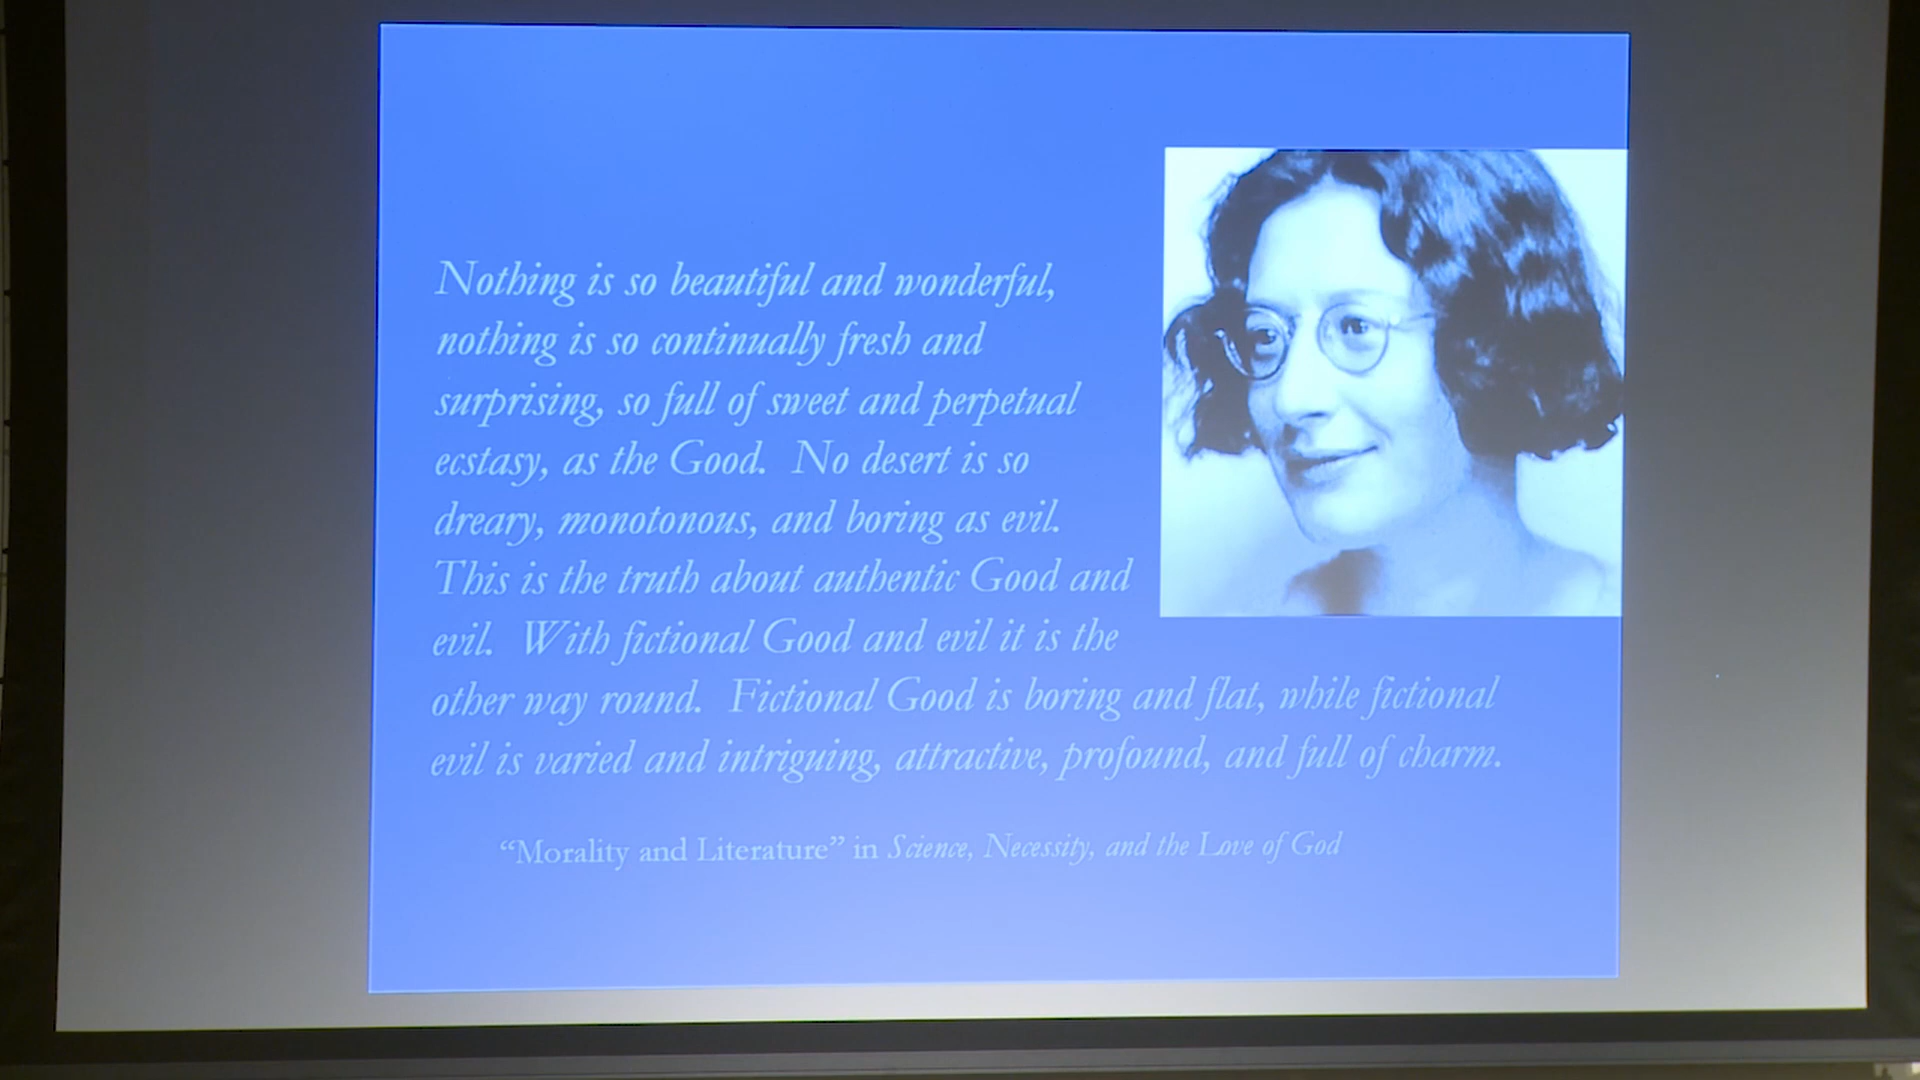 Nothing is so beautiful and wonderful,
nothing is so continually fresh and
surprising, so full of sweet and perpetual
ecstasy, as the Good. No desert is so
dreary, monotonous, and boring as evil.
This is the truth about authentic Good and
evil. With fictional Good and evil it is the
other way round. Fictional Good is boring and flat, while fictional
evil is varied and intriguing, attractive, profound, and full of charm.
“Morality and Literature” in Science, Necessity, and the Love of God